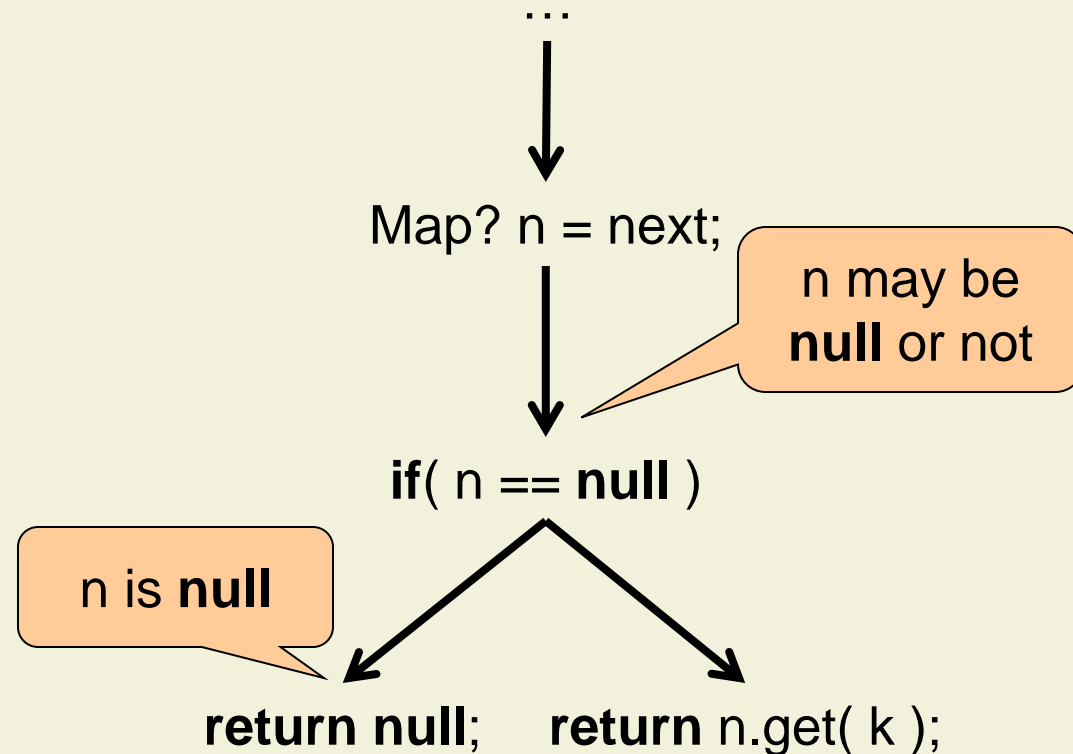 …
Map? n = next;
n may be
null or not
if( n == null )
n is null
return null; return n.get( k );